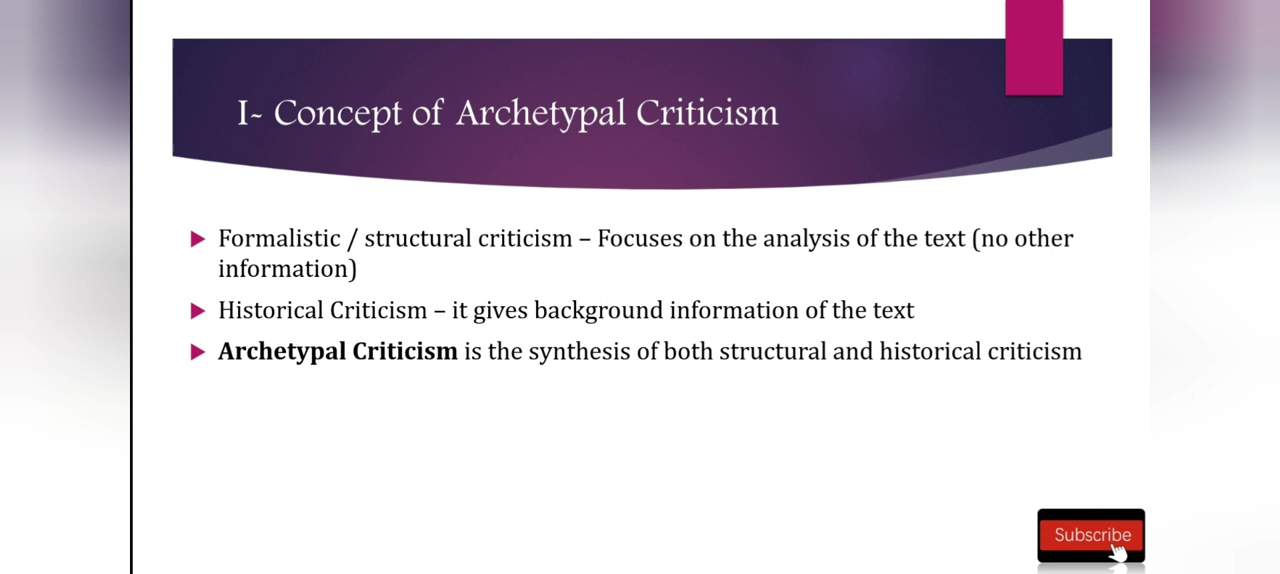 I- Concept of Archetypal Criticism
Formalistic / structural criticism – Focuses on the analysis of the text (no other
information)
Historical Criticism – it gives background information of the text
Archetypal Criticism is the synthesis of both structural and historical criticism
Subscribe